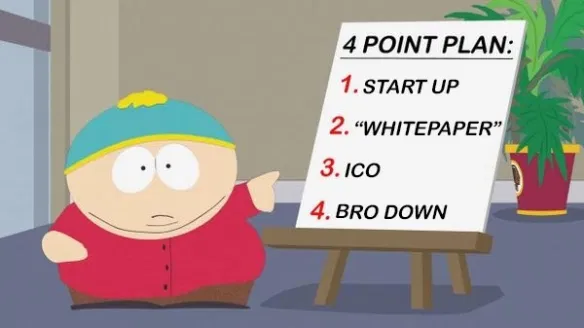 4 POINT PLAN:
1. START UP
2. “WHITEPAPER”
3. ICO
4. BRO DOWN